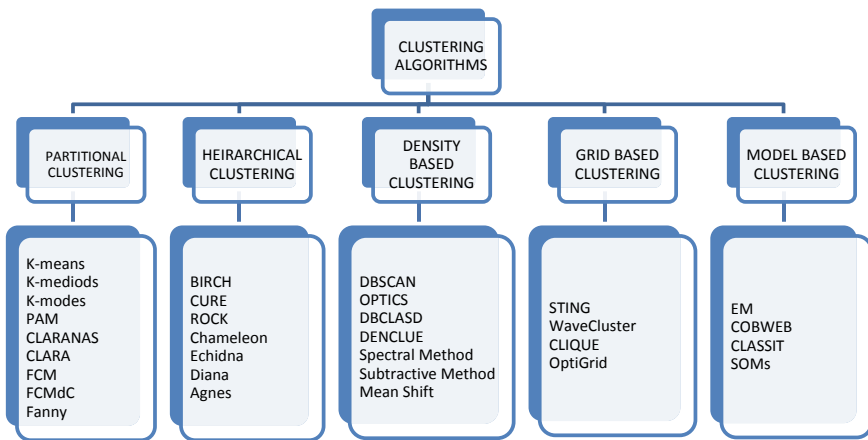 CLUSTERING
ALGORITHMS
PARTITIONAL
CLUSTERING
HEIRARCHICAL
CLUSTERING
DENSITY
BASED
CLUSTERING
GRID BASED
CLUSTERING
MODEL BASED
CLUSTERING
K-means
K-mediods
K-modes
PAM
CLARANAS
CLARA
FCM
FCMdC
Fanny
BIRCH
CURE
ROCK
Chameleon
Echidna
Diana
Agnes
DBSCAN
OPTICS
DBCLASD
DENCLUE
Spectral Method
Subtractive Method
Mean Shift
STING
WaveCluster
CLIQUE
OptiGrid
EM
COBWEB
CLASSIT
SOMs